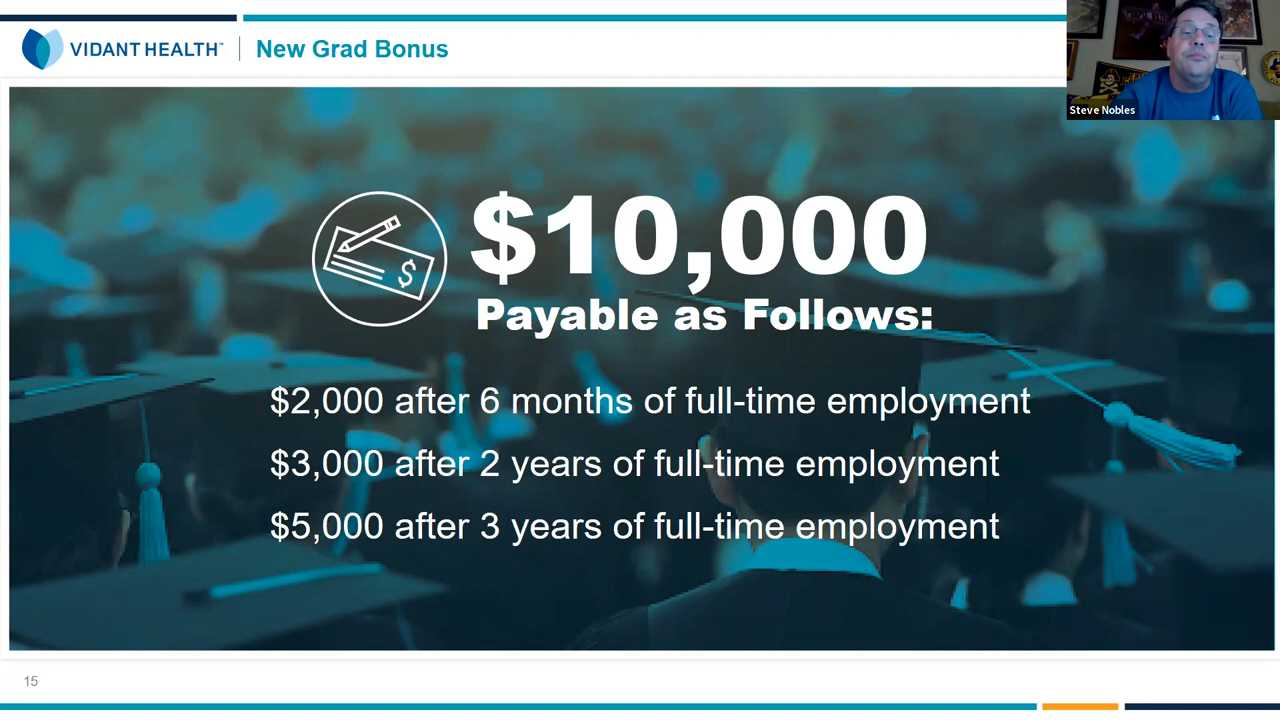 VIDANT HEALTH™
New Grad Bonus
Steve Nobles
$10,000
Payable as Follows:
$2,000 after 6 months of full-time employment
$3,000 after 2 years of full-time employment
$5,000 after 3 years of full-time employment
15